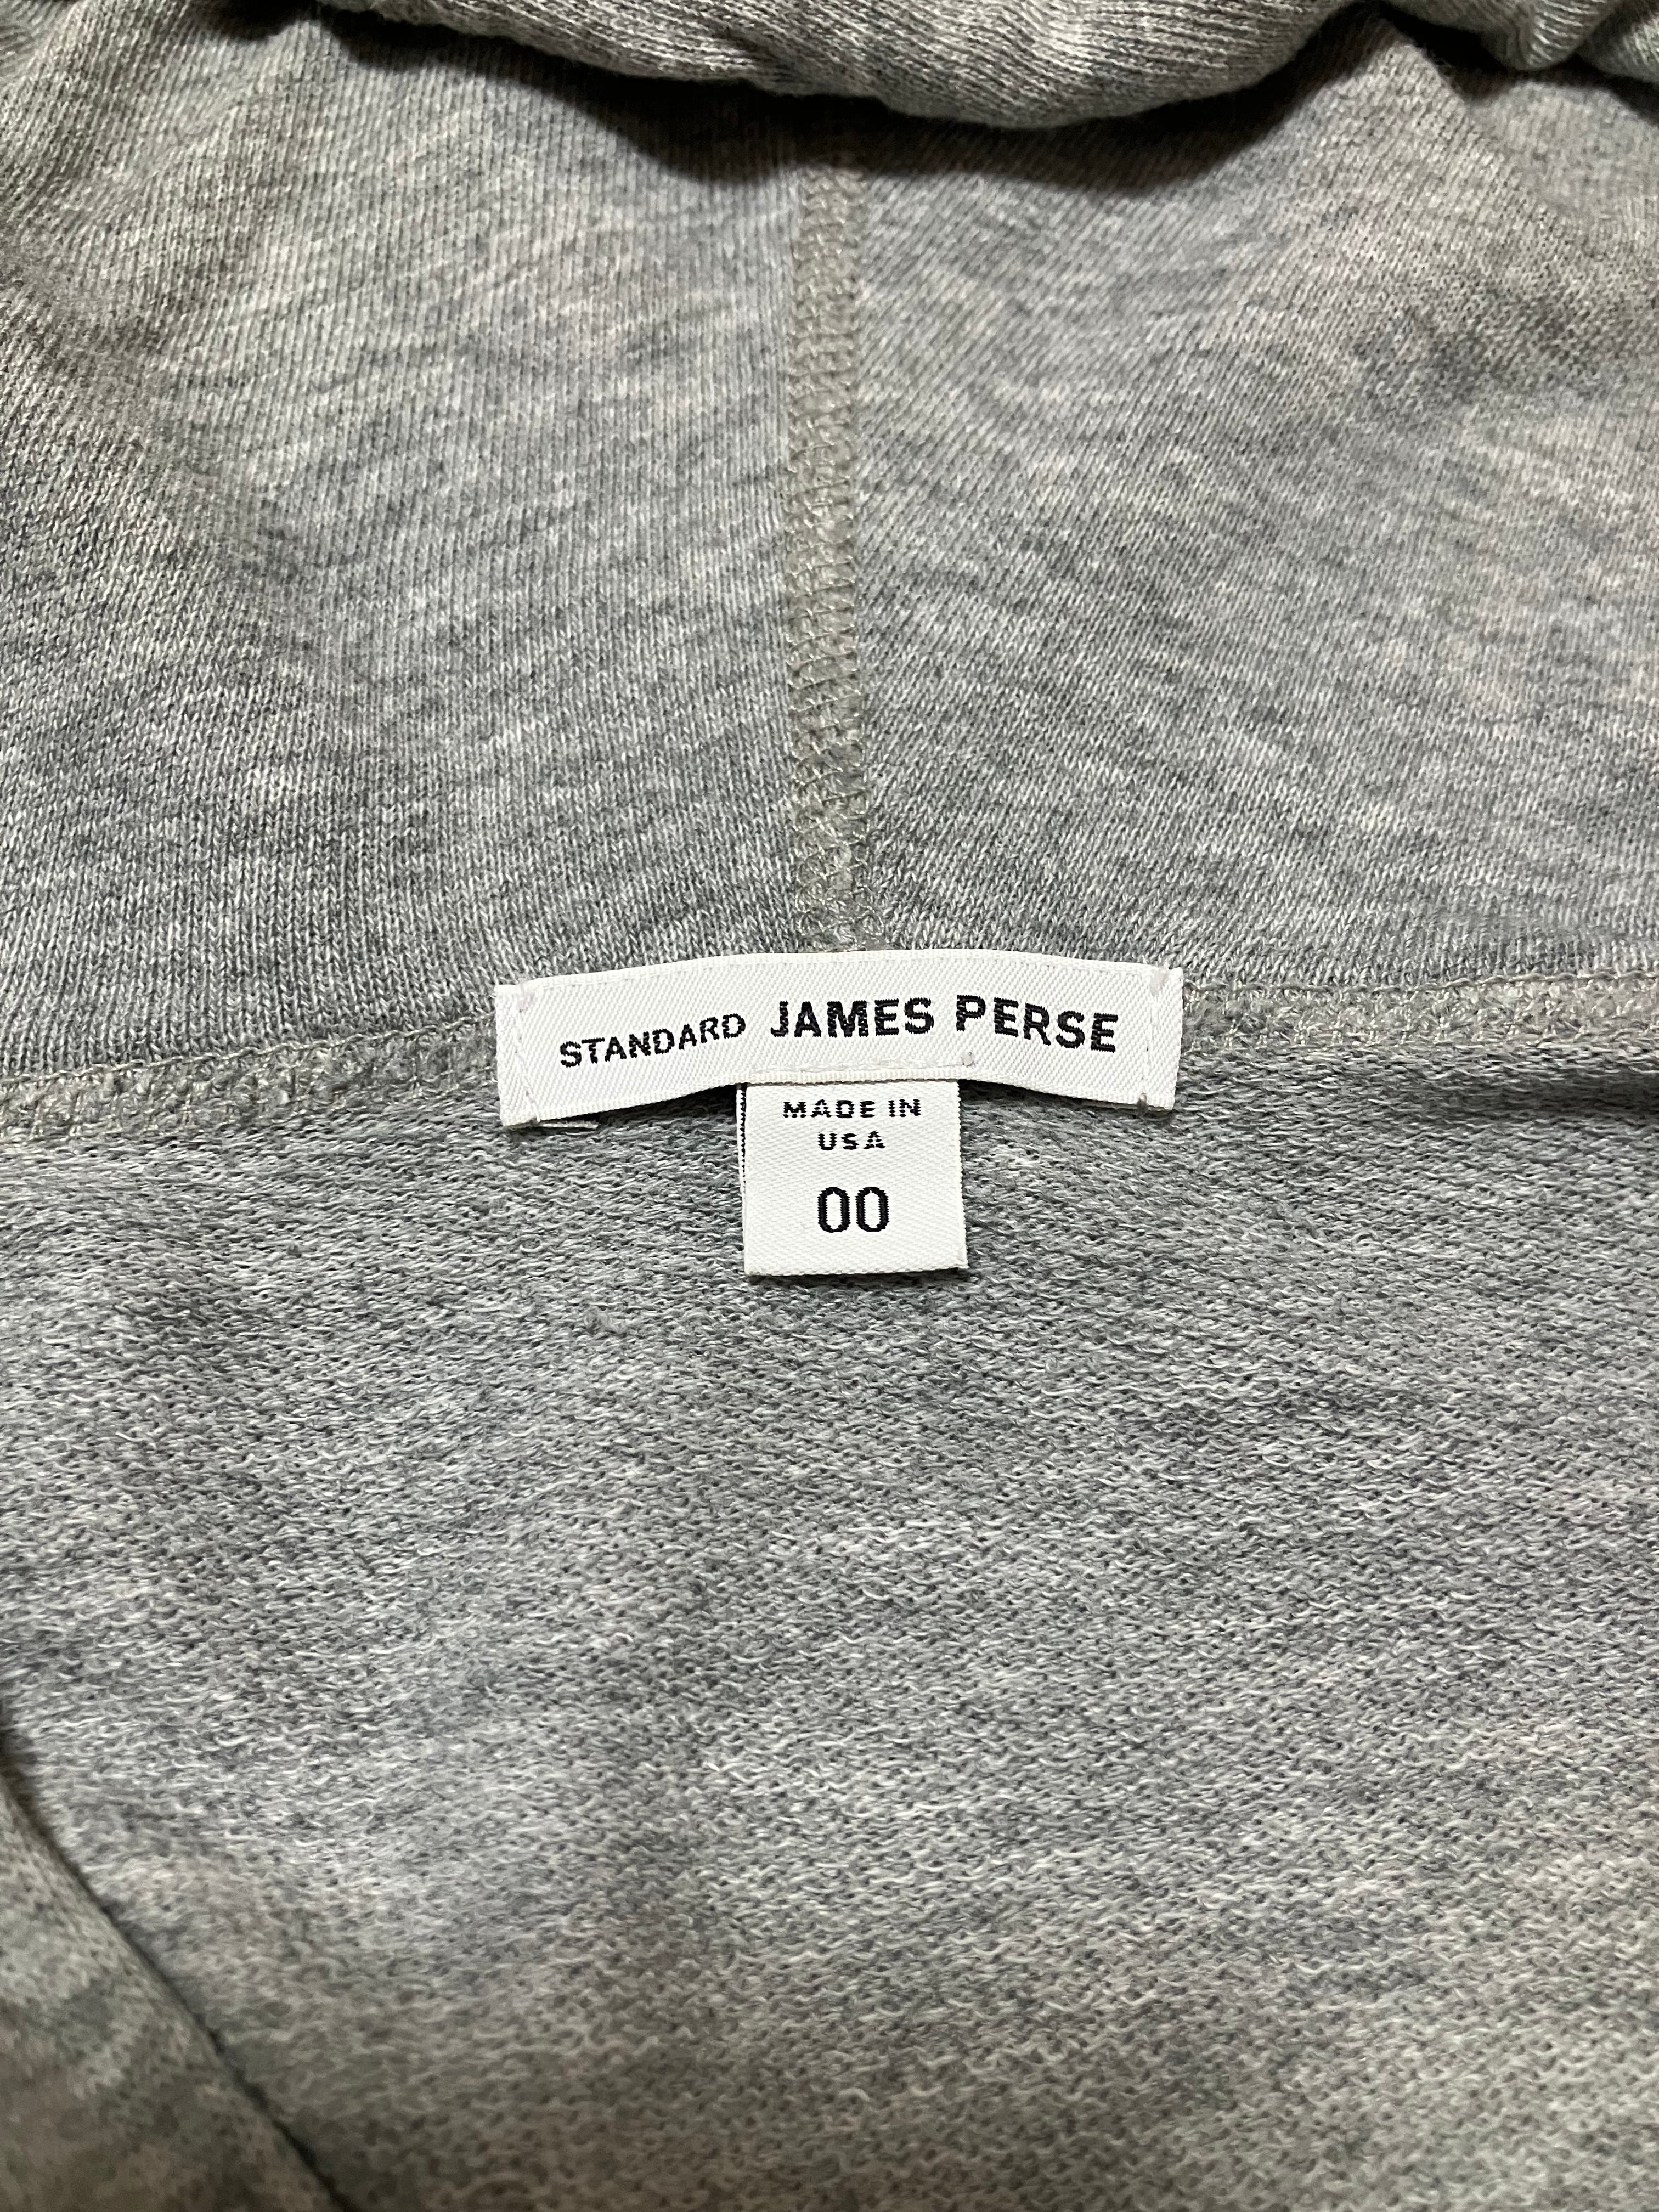 STANDARD JAMES PERSE
MADE IN
USA
00